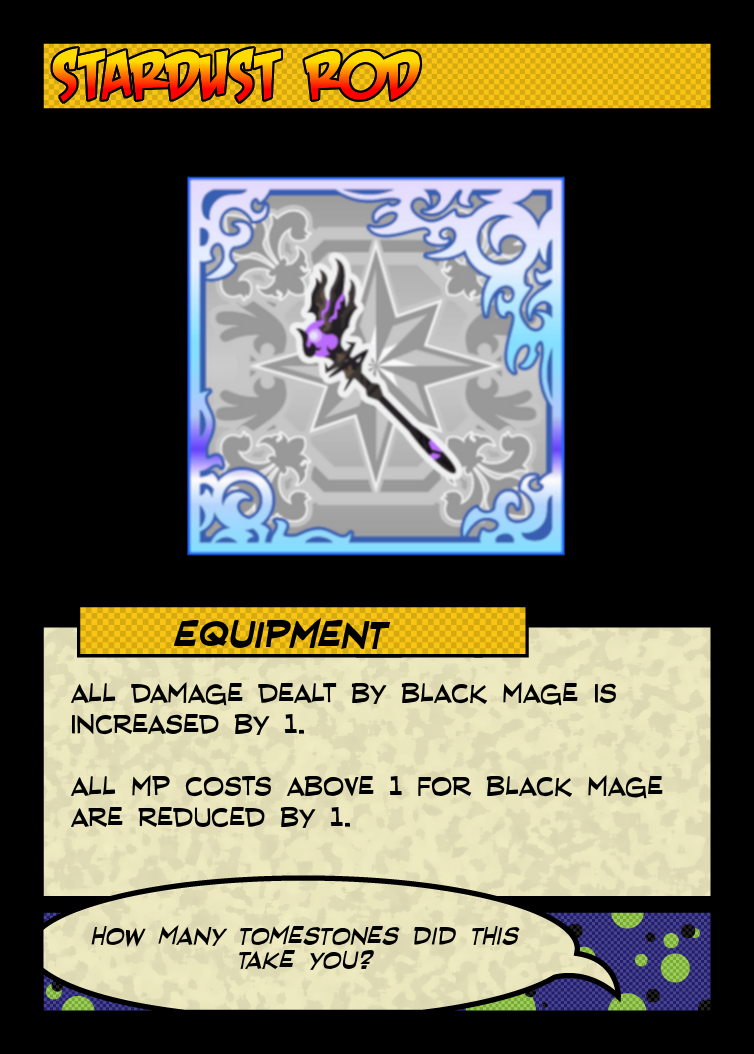 STARDUST ROD
EQUIPMENT
ALL DAMAGE DEALT BY BLACK MAGE IS
INCREASED BY 1.
ALL MP COSTS ABOVE 1 FOR BLACK MAGE
ARE REDUCED BY 1.
HOW MANY TOMESTONES DID THIS
TAKE YOU?